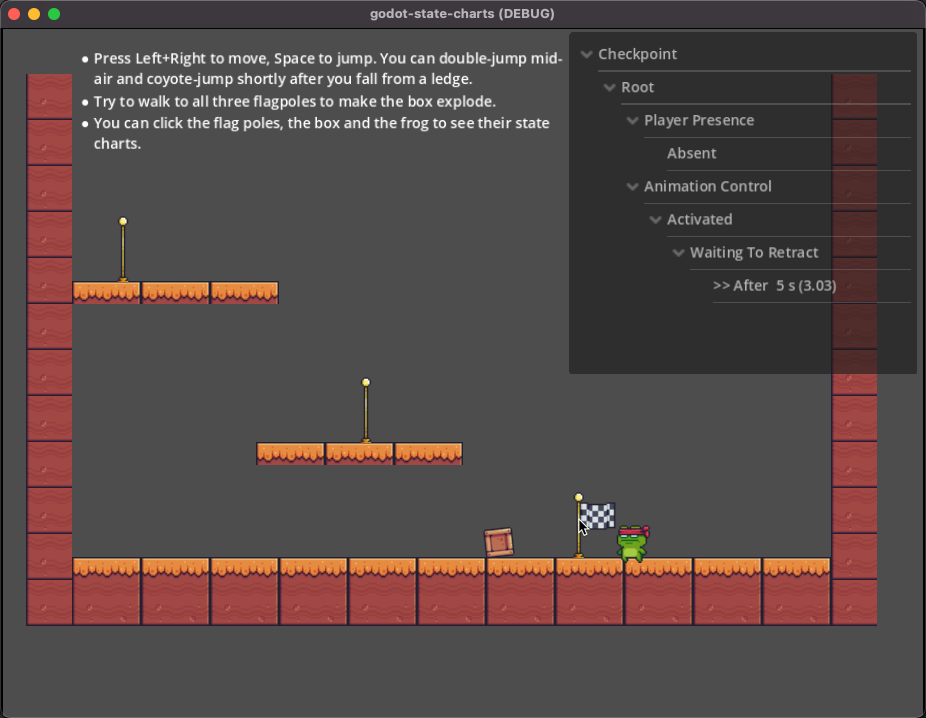 godot-state-charts (DEBUG)
● Press Left+Right to move, Space to jump. You can double-jump mid-
air and coyote-jump shortly after you fall from a ledge.
● Try to walk to all three flagpoles to make the box explode.
● You can click the flag poles, the box and the frog to see their state
charts.
Checkpoint
Root
Player Presence
Absent
Animation Control
Activated
Waiting To Retract
>> After  5 s (3.03)